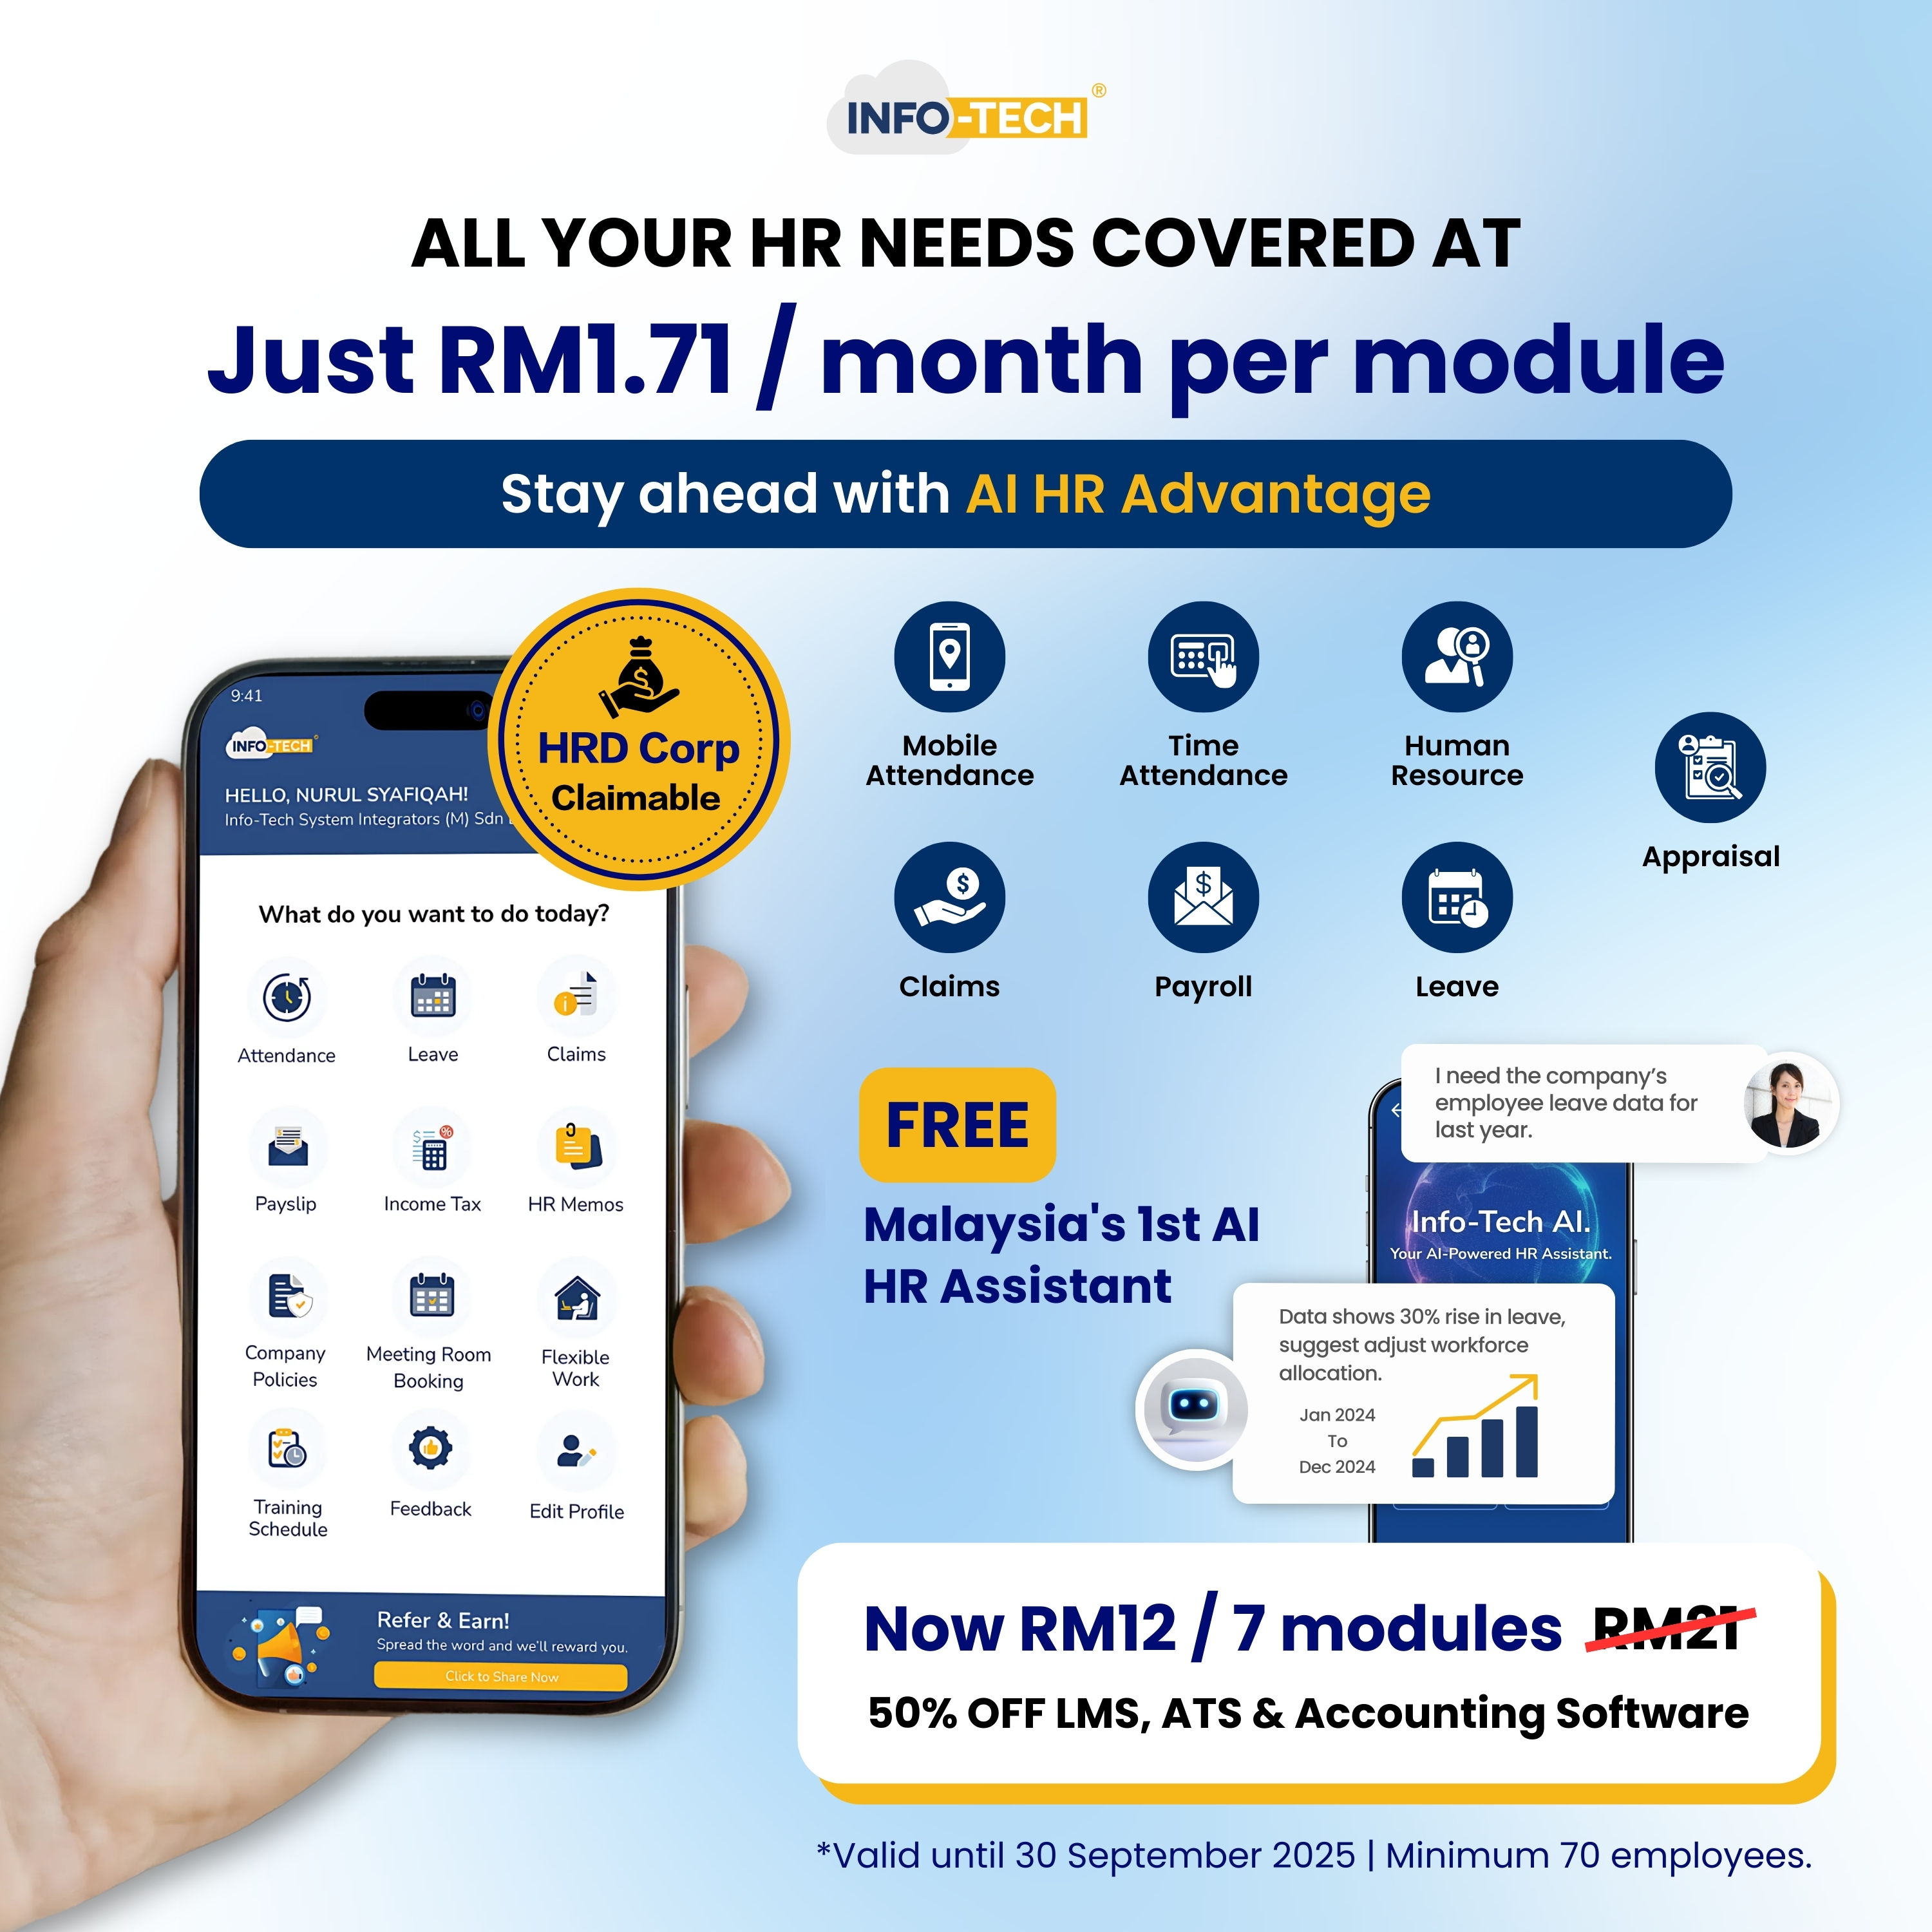 INFO-TECH®
ALL YOUR HR NEEDS COVERED AT
Just RM1.71 / month per module
Stay ahead with AI HR Advantage
HRD Corp
Claimable
9:41
INFO-TECH
HELLO, NURUL SYAFIQAH!
Info-Tech System Integrators (M) Sdn
What do you want to do today?
Attendance
Leave
Claims
Payslip
Income Tax
HR Memos
Company
Policies
Meeting Room
Booking
Flexible
Work
Training
Schedule
Feedback
Edit Profile
Refer & Earn!
Spread the word and we'll reward you.
Click to Share Now
Mobile
Attendance
Time
Attendance
Human
Resource
Appraisal
Claims
Payroll
Leave
FREE
Malaysia's 1st AI
HR Assistant
I need the company's
employee leave data for
last year.
Info-Tech AI.
Your AI-Powered HR Assistant.
Data shows 30% rise in leave,
suggest adjust workforce
allocation.
Jan 2024
To
Dec 2024
Now RM12 / 7 modules RM21
50% OFF LMS, ATS & Accounting Software
*Valid until 30 September 2025 | Minimum 70 employees.